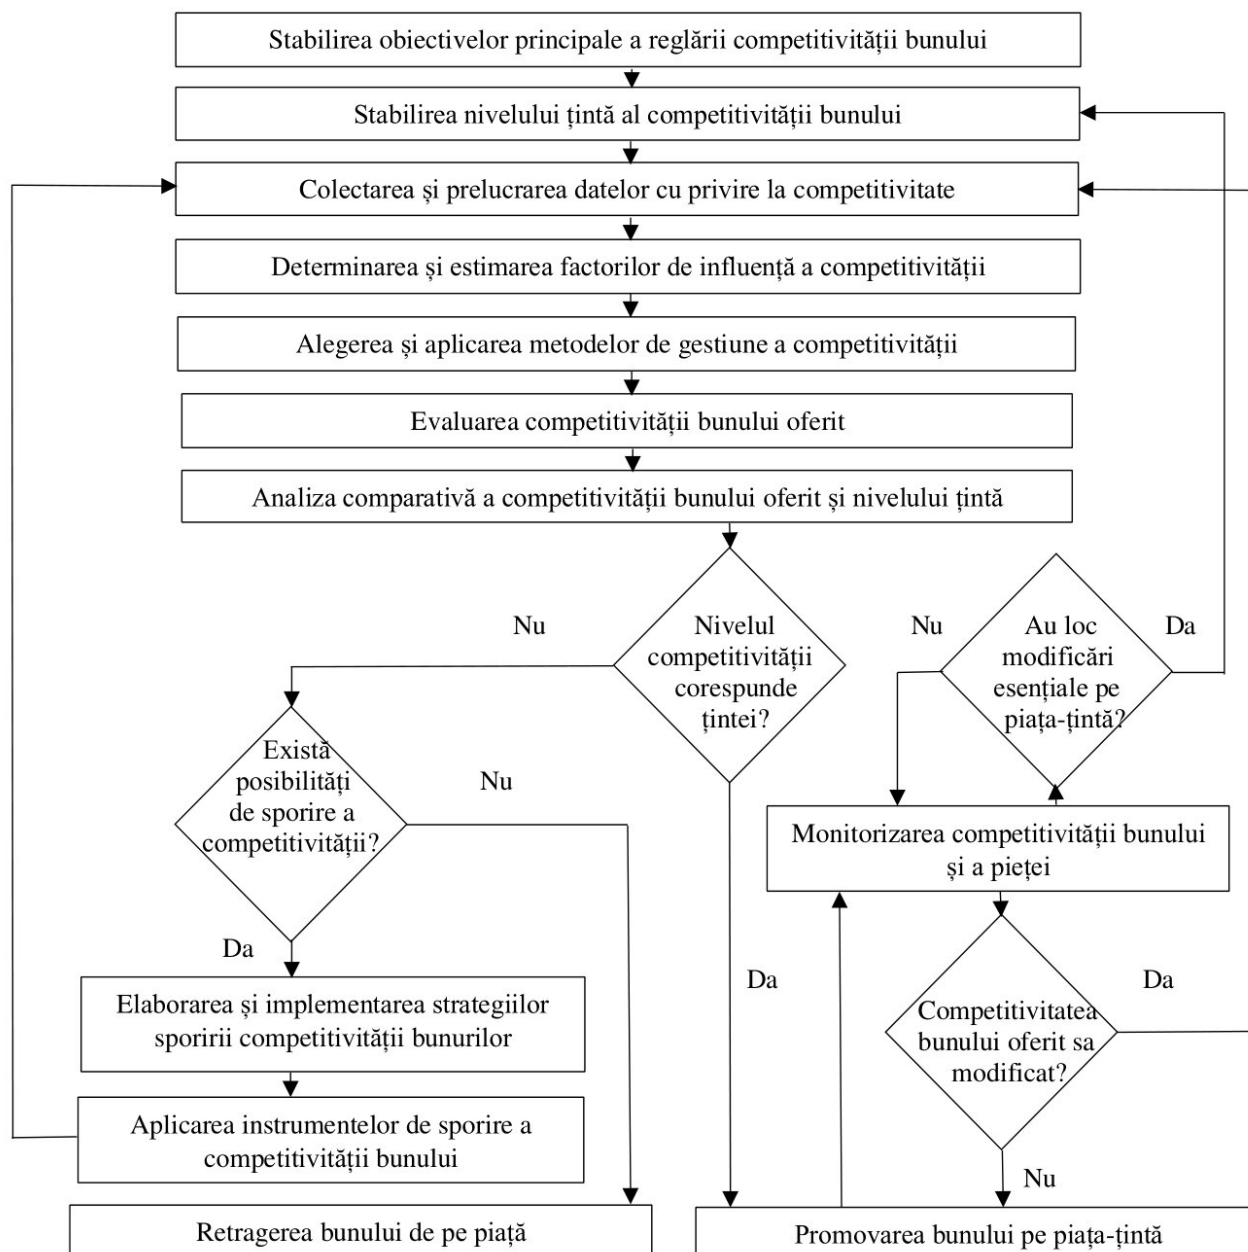 Stabilirea obiectivelor principale a reglării competitivității bunului
Stabilirea nivelului țintă al competitivității bunului
Colectarea și prelucrarea datelor cu privire la competitivitate
Determinarea și estimarea factorilor de influență a competitivității
Alegerea și aplicarea metodelor de gestiune a competitivității
Evaluarea competitivității bunului oferit
Analiza comparativă a competitivității bunului oferit și nivelului țintă
Nu
Nivelul
competitivității
corespunde
țintei?
Nu
Au loc
modificări
esențiale pe
piața-țintă?
Da
Există
posibilități
de sporire a
competitivității?
Nu
Monitorizarea competitivității bunului
și a pieței
Da
Elaborarea și implementarea strategiilor
sporirii competitivității bunurilor
Da
Competitivitatea
bunului oferit sa
modificat?
Da
Aplicarea instrumentelor de sporire a
competitivității bunului
Nu
Retragerea bunului de pe piață
Promovarea bunului pe piața-țintă